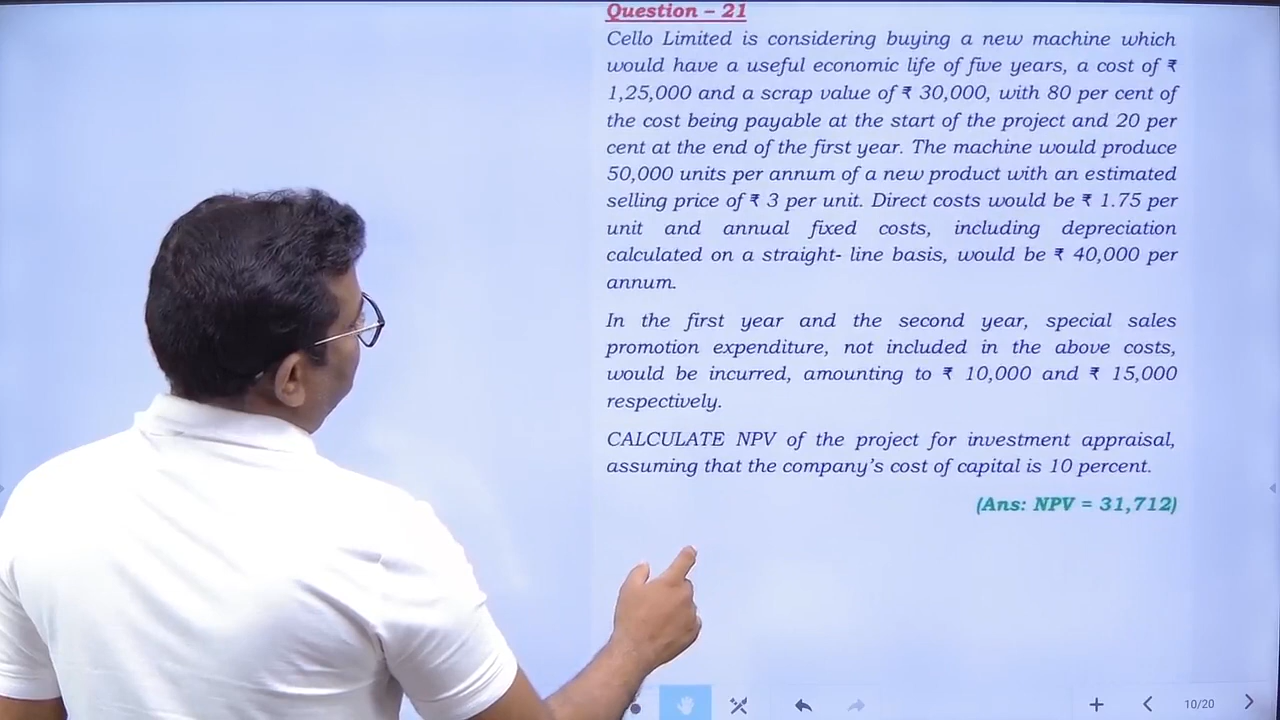 Question – 21
Cello Limited is considering buying a new machine which
would have a useful economic life of five years, a cost of ₹
1,25,000 and a scrap value of ₹ 30,000, with 80 per cent of
the cost being payable at the start of the project and 20 per
cent at the end of the first year. The machine would produce
50,000 units per annum of a new product with an estimated
selling price of ₹ 3 per unit. Direct costs would be ₹ 1.75 per
unit and annual fixed costs, including depreciation
calculated on a straight- line basis, would be ₹ 40,000 per
annum.
In the first year and the second year, special sales
promotion expenditure, not included in the above costs,
would be incurred, amounting to ₹ 10,000 and ₹ 15,000
respectively.
CALCULATE NPV of the project for investment appraisal,
assuming that the company's cost of capital is 10 percent.
(Ans: NPV = 31,712)
10/20